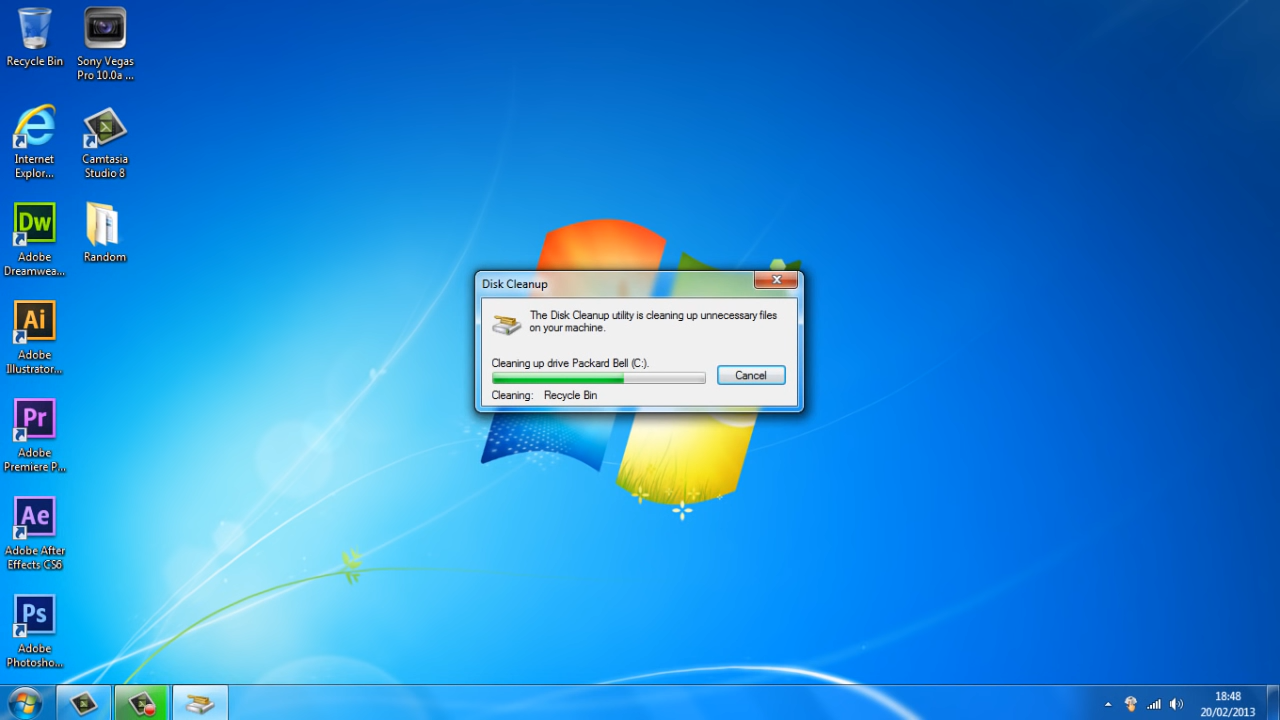 Recycle Bin
Sony Vegas
Pro 10.0a ...
Internet
Explor...
Camtasia
Studio 8
Dw
Adobe
Dreamwea...
Random
Ai
Adobe
Illustrator...
Pr
Adobe
Premiere P...
Ae
Adobe After
Effects CS6
Ps
Adobe
Photosho...
Disk Cleanup
The Disk Cleanup utility is cleaning up unnecessary files
on your machine.
Cleaning up drive Packard Bell (C:).
Cancel
Cleaning: Recycle Bin
18:48
20/02/2013